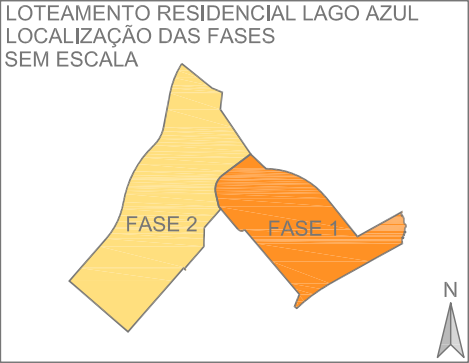 LOTEAMENTO RESIDENCIAL LAGO AZUL
LOCALIZAÇÃO DAS FASES
SEM ESCALA
FASE 2
FASE 1
N